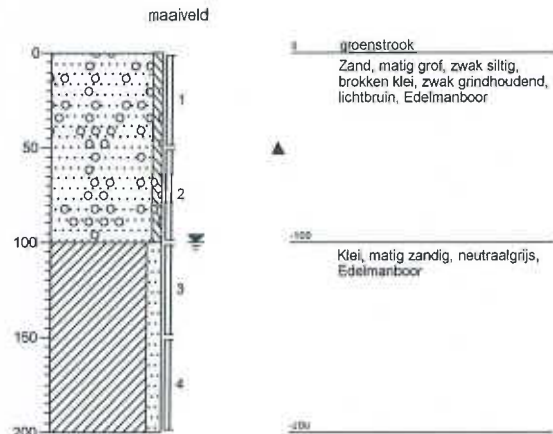 maaiveld
0
50
100
150
200
1
2
3
4
0
groenstrook
Zand, matig grof, zwak siltig,
brokken klei, zwak grindhoudend,
lichtbruin, Edelmanboor
-100
Klei, matig zandig, neutraalgrijs,
Edelmanboor
-200